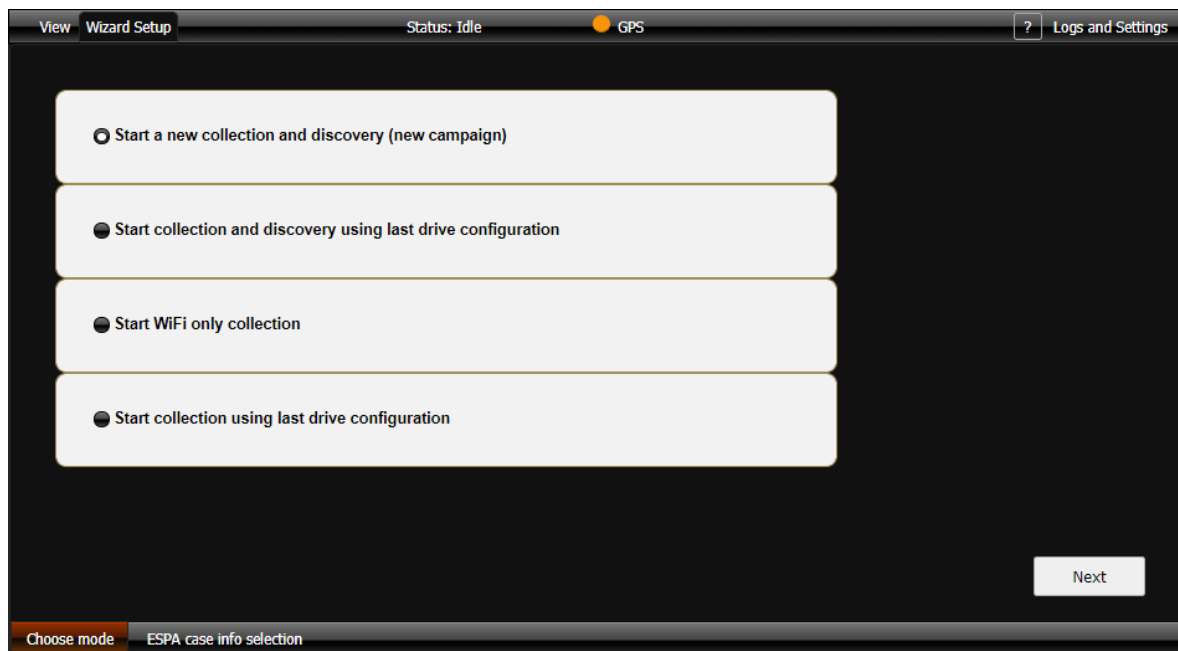 View Wizard Setup Status: Idle GPS ? Logs and Settings
Start a new collection and discovery (new campaign)
Start collection and discovery using last drive configuration
Start WiFi only collection
Start collection using last drive configuration
Next
Choose mode ESPA case info selection